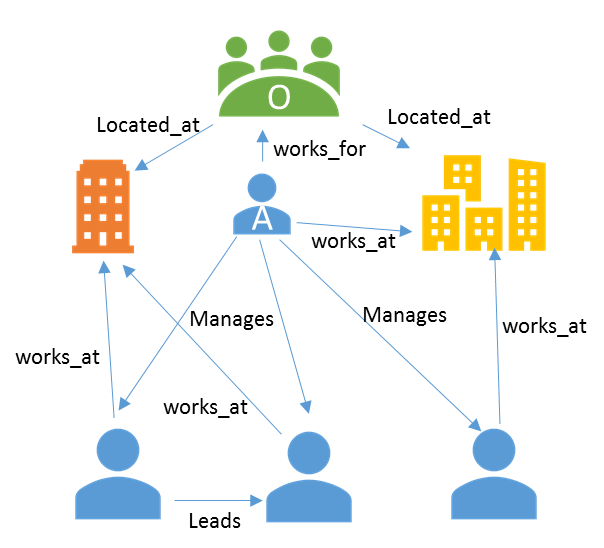 O
Located_at
Located_at
works_for
A
works_at
Manages
Manages
works_at
works_at
works_at
Leads